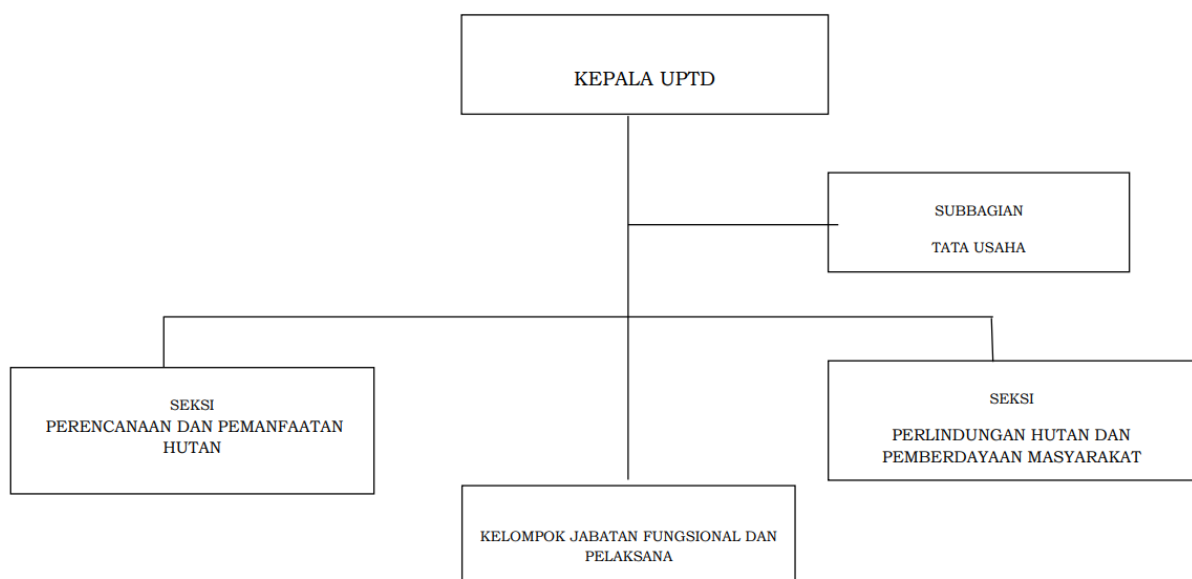 KEPALA UPTD
SUBBAGIAN
TATA USAHA
SEKSI
PERENCANAAN DAN PEMANFAATAN
HUTAN
SEKSI
PERLINDUNGAN HUTAN DAN
PEMBERDAYAAN MASYARAKAT
KELOMPOK JABATAN FUNGSIONAL DAN
PELAKSANA